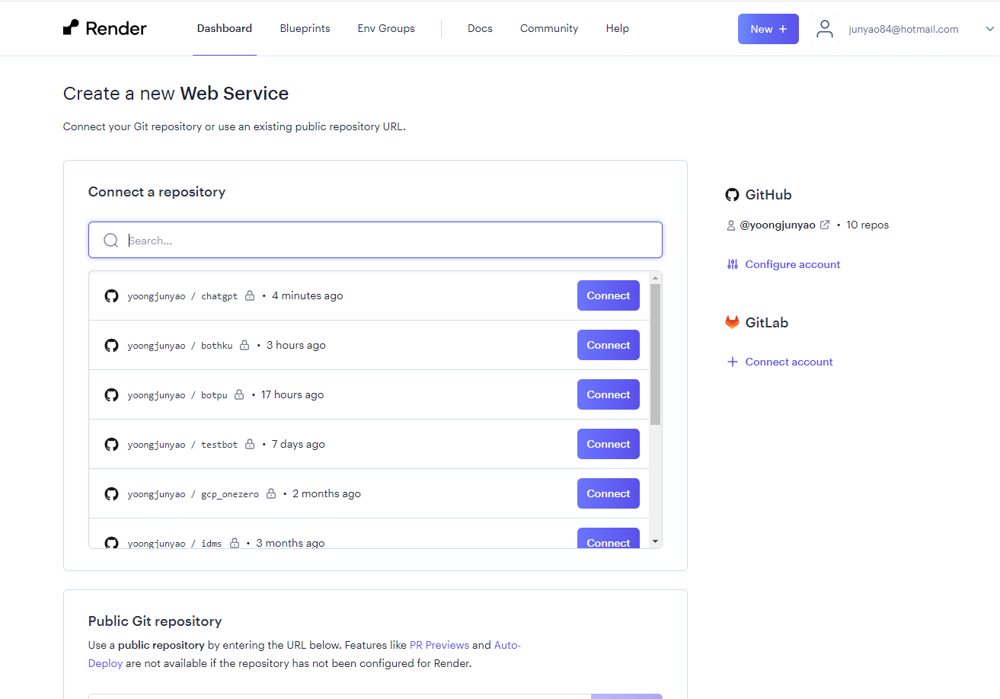 Render Dashboard Blueprints Env Groups Docs Community Help New + junyao84@hotmail.com
Create a new Web Service
Connect your Git repository or use an existing public repository URL.
Connect a repository
Search...
yoongjunyao / chatgpt • 4 minutes ago Connect
yoongjunyao / bothku • 3 hours ago Connect
yoongjunyao / botpu • 17 hours ago Connect
yoongjunyao / testbot • 7 days ago Connect
yoongjunyao / gcp_onezero • 2 months ago Connect
yoongjunyao / idms • 3 months ago Connect
GitHub
@yoongjunyao • 10 repos
Configure account
GitLab
+ Connect account
Public Git repository
Use a public repository by entering the URL below. Features like PR Previews and Auto-
Deploy are not available if the repository has not been configured for Render.